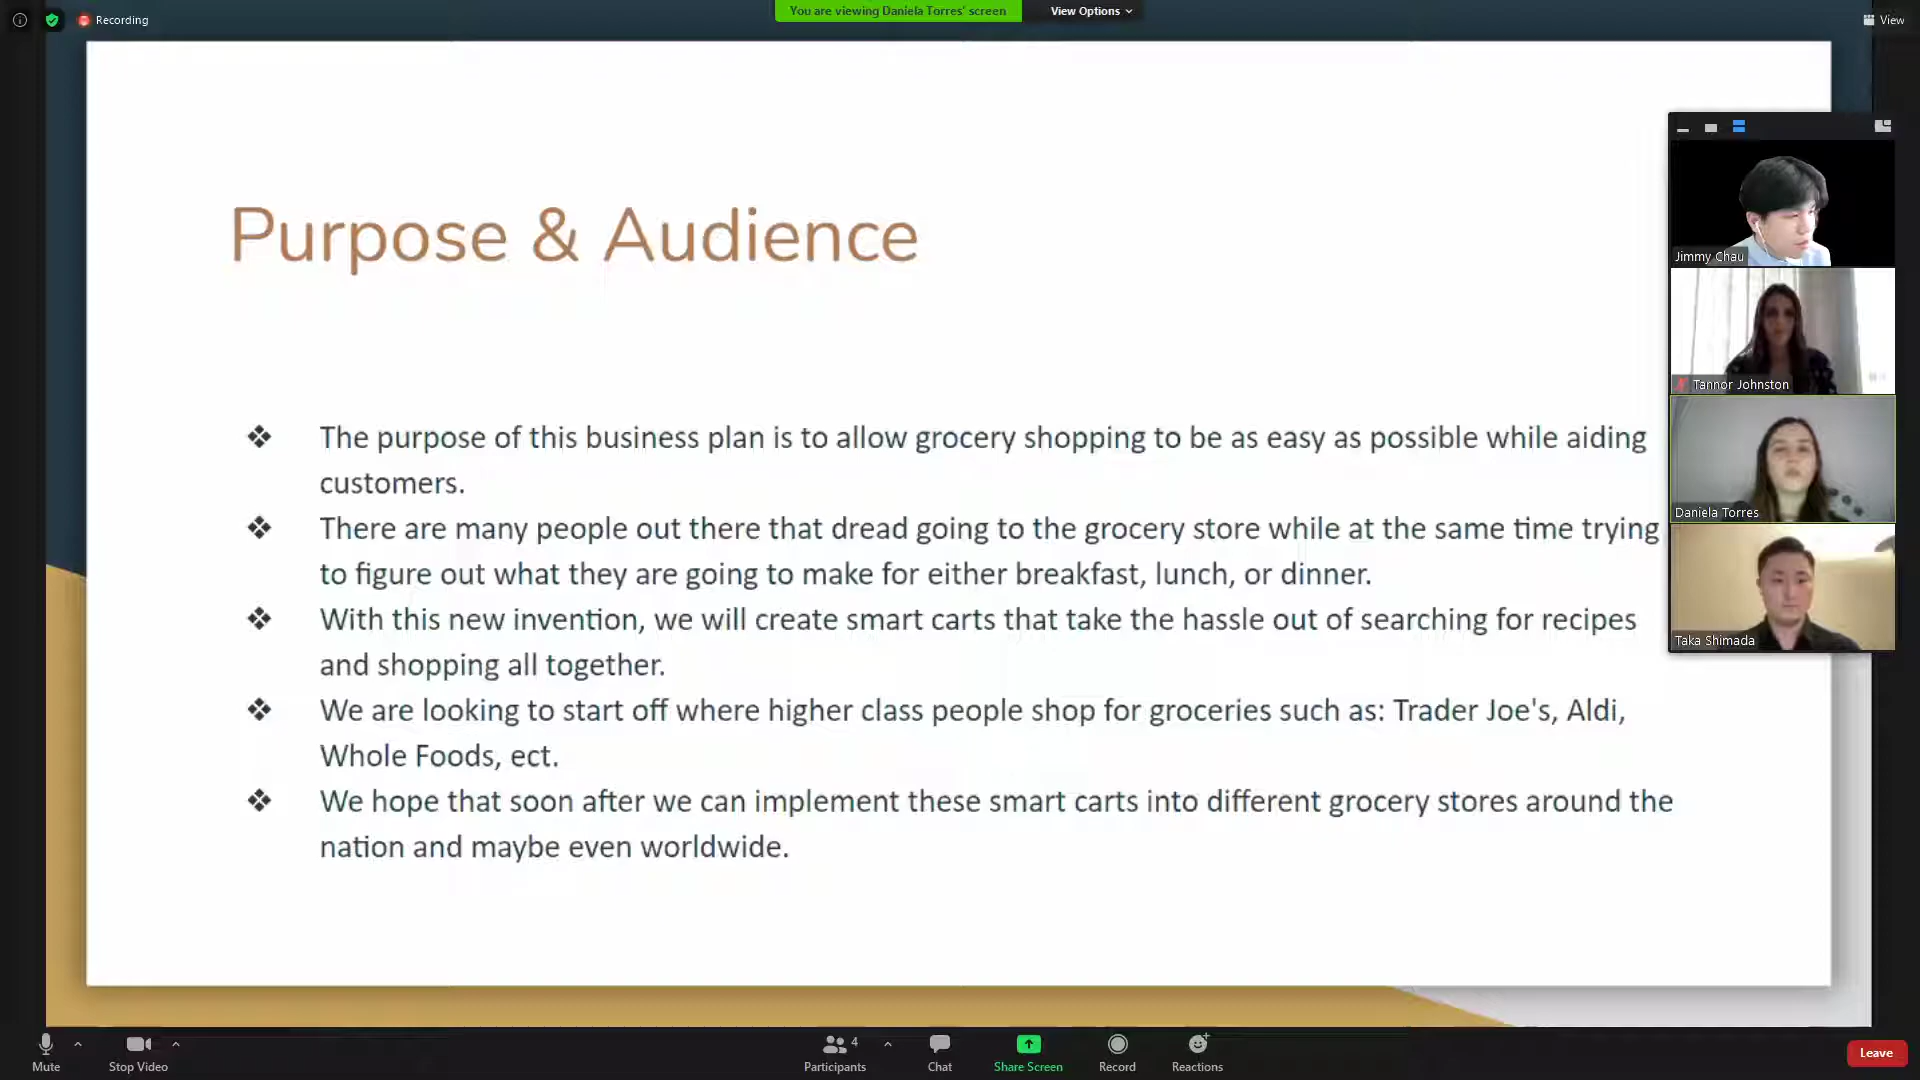 Recording
You are viewing Daniela Torres' screen
View Options
View
Purpose & Audience
❖ The purpose of this business plan is to allow grocery shopping to be as easy as possible while aiding
customers.
❖ There are many people out there that dread going to the grocery store while at the same time trying
to figure out what they are going to make for either breakfast, lunch, or dinner.
❖ With this new invention, we will create smart carts that take the hassle out of searching for recipes
and shopping all together.
❖ We are looking to start off where higher class people shop for groceries such as: Trader Joe's, Aldi,
Whole Foods, ect.
❖ We hope that soon after we can implement these smart carts into different grocery stores around the
nation and maybe even worldwide.
Jimmy Chau
Tannor Johnston
Daniela Torres
Taka Shimada
Mute
Stop Video
Participants 4
Chat
Share Screen
Record
Reactions
Leave